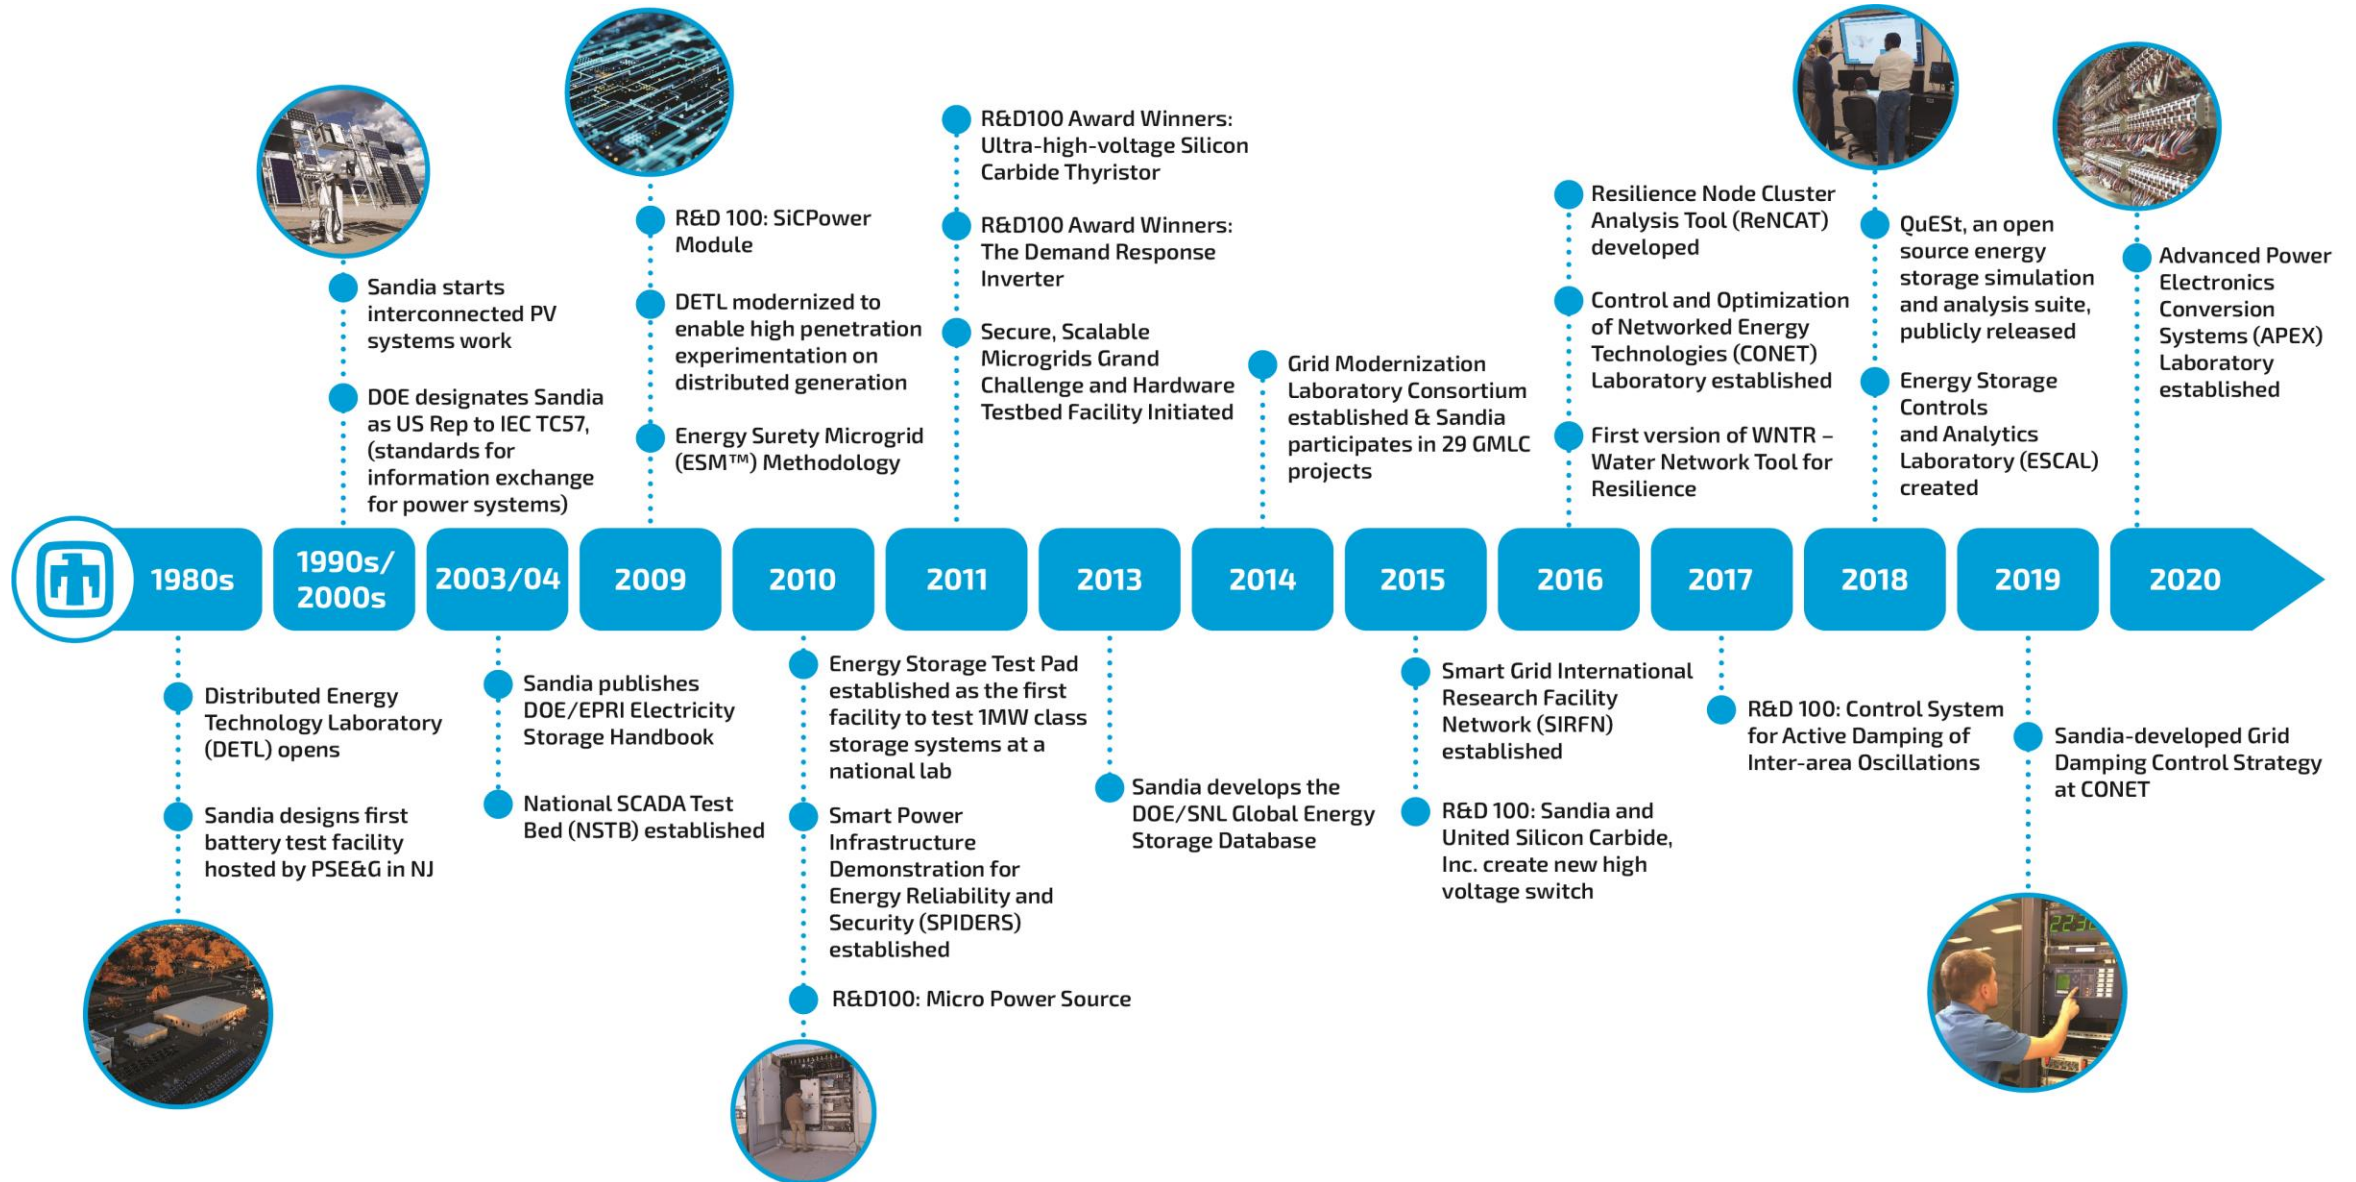 R&D100 Award Winners:
Ultra-high-voltage Silicon
Carbide Thyristor
R&D100 Award Winners:
The Demand Response
Inverter
Secure, Scalable
Microgrids Grand
Challenge and Hardware
Testbed Facility Initiated
R&D 100: SiCPower
Module
DETL modernized to
enable high penetration
experimentation on
distributed generation
Energy Surety Microgrid
(ESM™) Methodology
Sandia starts
interconnected PV
systems work
DOE designates Sandia
as US Rep to IEC TC57,
(standards for
information exchange
for power systems)
Grid Modernization
Laboratory Consortium
established & Sandia
participates in 29 GMLC
projects
Resilience Node Cluster
Analysis Tool (ReNCAT)
developed
Control and Optimization
of Networked Energy
Technologies (CONET)
Laboratory established
First version of WNTR –
Water Network Tool for
Resilience
QuESt, an open
source energy
storage simulation
and analysis suite,
publicly released
Energy Storage
Controls
and Analytics
Laboratory (ESCAL)
created
Advanced Power
Electronics
Conversion
Systems (APEX)
Laboratory
established
1980s
1990s/
2000s
2003/04
2009
2010
2011
2013
2014
2015
2016
2017
2018
2019
2020
Distributed Energy
Technology Laboratory
(DETL) opens
Sandia designs first
battery test facility
hosted by PSE&G in NJ
Sandia publishes
DOE/EPRI Electricity
Storage Handbook
National SCADA Test
Bed (NSTB) established
Energy Storage Test Pad
established as the first
facility to test 1MW class
storage systems at a
national lab
Smart Power
Infrastructure
Demonstration for
Energy Reliability and
Security (SPIDERS)
established
R&D100: Micro Power Source
Sandia develops the
DOE/SNL Global Energy
Storage Database
Smart Grid International
Research Facility
Network (SIRFN)
established
R&D 100: Sandia and
United Silicon Carbide,
Inc. create new high
voltage switch
R&D 100: Control System
for Active Damping of
Inter-area Oscillations
Sandia-developed Grid
Damping Control Strategy
at CONET